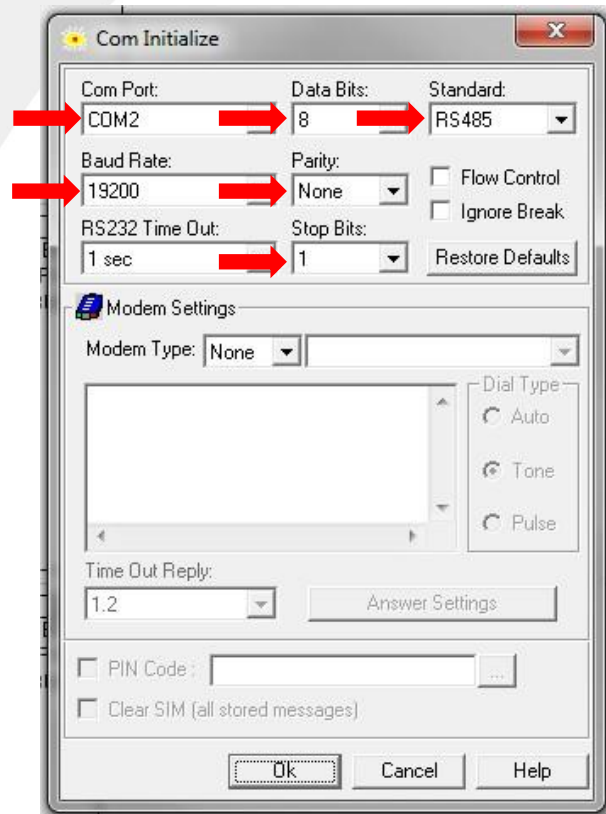 Com Initialize
Com Port: Data Bits: Standard:
COM2 8 RS485
Baud Rate: Parity:
19200 None Flow Control
Ignore Break
RS232 Time Out: Stop Bits:
1 sec 1 Restore Defaults
Modem Settings
Modem Type: None
Dial Type
Auto
Tone
Pulse
Time Out Reply:
1.2 Answer Settings
PIN Code : ...
Clear SIM (all stored messages)
Ok Cancel Help